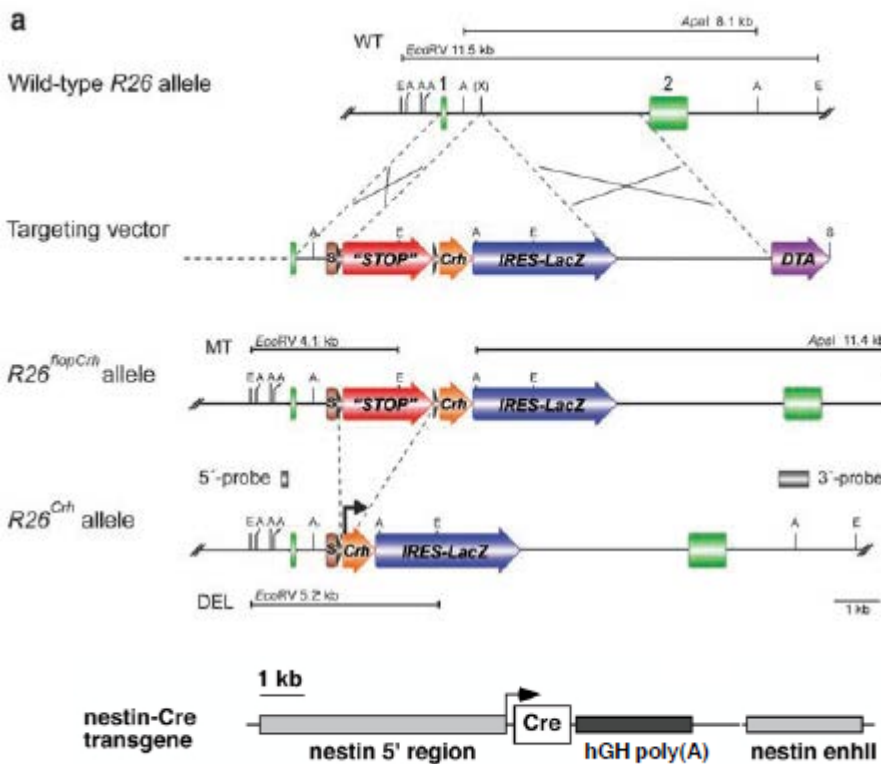 a
ApaI 8.1 kb
WT
EcoRV 11.5 kb
Wild-type R26 allele
E A A A 1 A (X) 2 A E
Targeting vector
A S E A E S
"STOP" Crh IRES-LacZ DTA
MT EcoRV 4.1 kb ApaI 11.4 kb
R26flopCrh allele
E A A A A E A E
S "STOP" Crh IRES-LacZ
5´-probe 3´-probe
R26Crh allele
E A A A A A E A E
S Crh IRES-LacZ
DEL EcoRV 5.2 kb
1 kb
1 kb
nestin-Cre
transgene
Cre
nestin 5' region hGH poly(A) nestin enhII